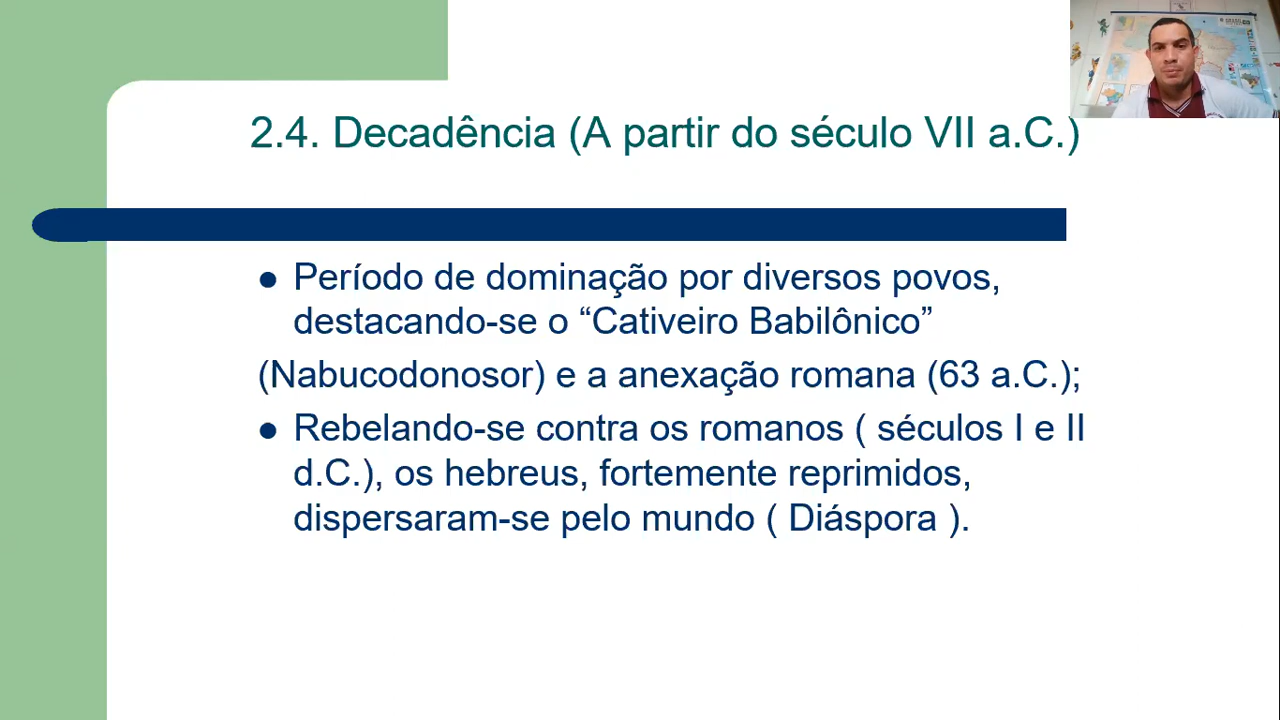 2.4. Decadência (A partir do século VII a.C.)
● Período de dominação por diversos povos,
destacando-se o “Cativeiro Babilônico”
(Nabucodonosor) e a anexação romana (63 a.C.);
● Rebelando-se contra os romanos ( séculos I e II
d.C.), os hebreus, fortemente reprimidos,
dispersaram-se pelo mundo ( Diáspora ).